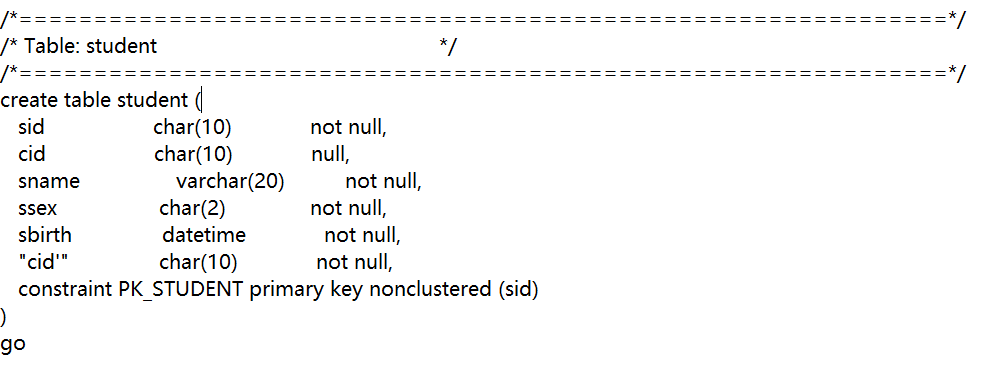 /*==============================================================*/
/* Table: student                                               */
/*==============================================================*/
create table student (
   sid                  char(10)             not null,
   cid                  char(10)             null,
   sname                varchar(20)          not null,
   ssex                 char(2)              not null,
   sbirth               datetime             not null,
   "cid'"               char(10)             not null,
   constraint PK_STUDENT primary key nonclustered (sid)
)
go